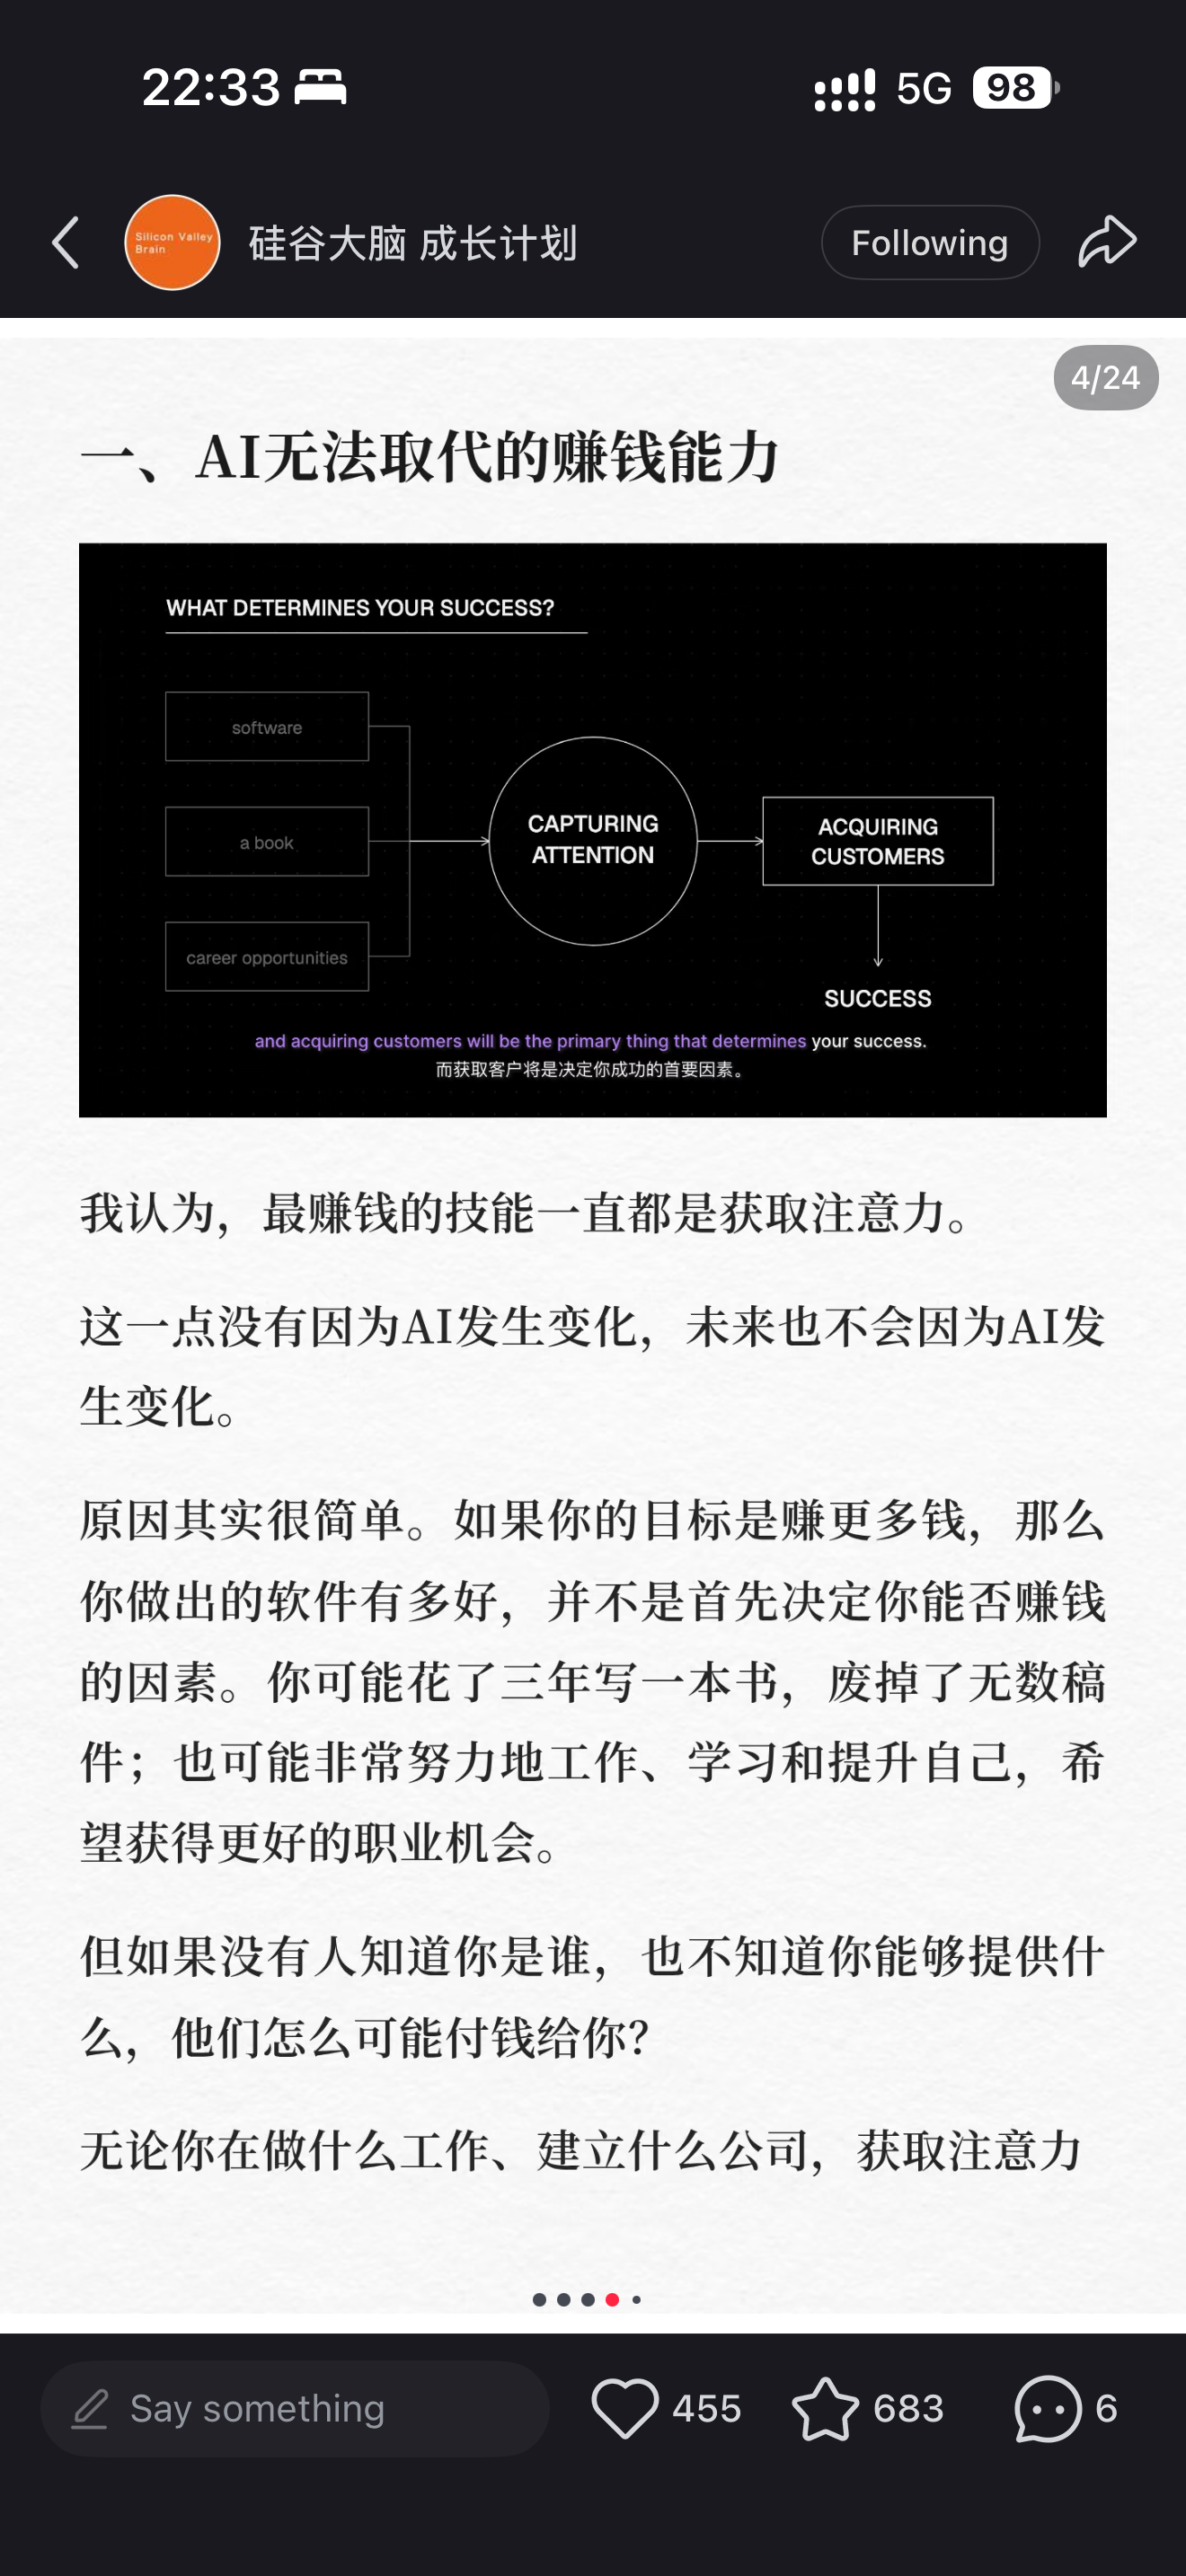 22:33
5G
98
Silicon Valley
Brain
硅谷大脑 成长计划
Following
4/24
一、AI无法取代的赚钱能力
WHAT DETERMINES YOUR SUCCESS?
software
a book
career opportunities
CAPTURING
ATTENTION
ACQUIRING
CUSTOMERS
SUCCESS
and acquiring customers will be the primary thing that determines your success.
而获取客户将是决定你成功的首要因素。
我认为，最赚钱的技能一直都是获取注意力。
这一点没有因为AI发生变化，未来也不会因为AI发
生变化。
原因其实很简单。如果你的目标是赚更多钱，那么
你做出的软件有多好，并不是首先决定你能否赚钱
的因素。你可能花了三年写一本书，废掉了无数稿
件；也可能非常努力地工作、学习和提升自己，希
望获得更好的职业机会。
但如果没有人知道你是谁，也不知道你能够提供什
么，他们怎么可能付钱给你？
无论你在做什么工作、建立什么公司，获取注意力
Say something
455
683
6